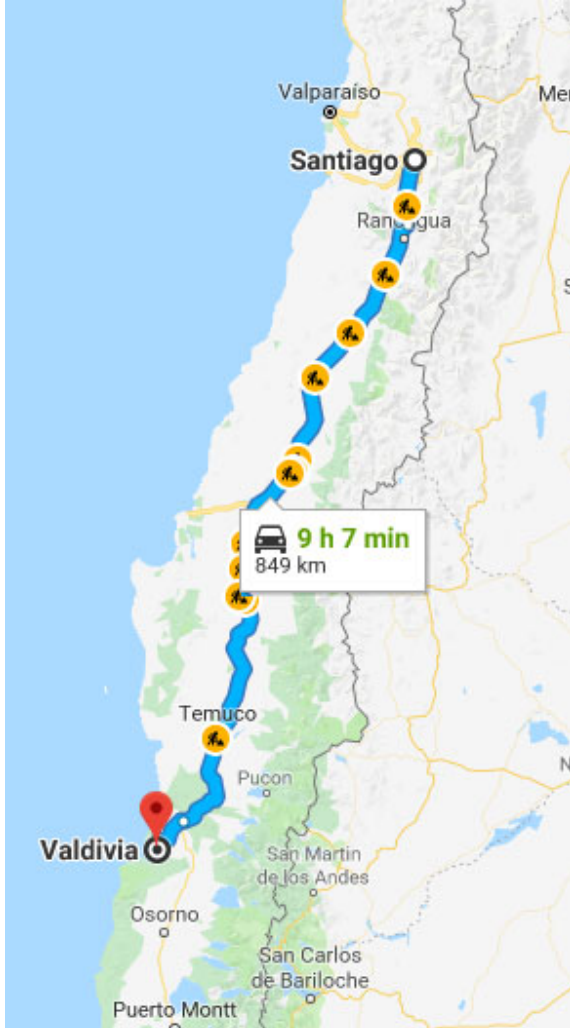 Valparaíso
Santiago
9 h 7 min
849 km
Temuco
Pucon
Valdivia
San Martin
de los Andes
Osorno
San Carlos
de Bariloche
Puerto Montt